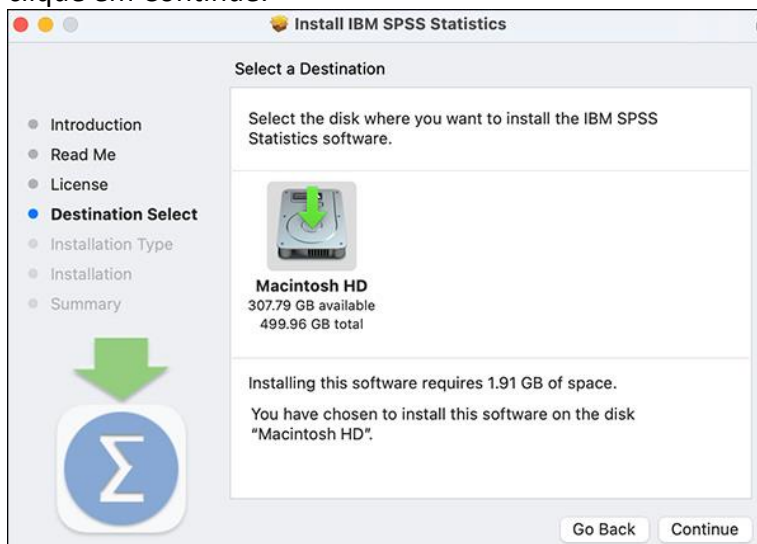 clique em Continue.
Install IBM SPSS Statistics
Select a Destination
Introduction
Read Me
License
Destination Select
Installation Type
Installation
Summary
Select the disk where you want to install the IBM SPSS
Statistics software.
Macintosh HD
307.79 GB available
499.96 GB total
Installing this software requires 1.91 GB of space.
You have chosen to install this software on the disk
“Macintosh HD”.
Σ
Go Back
Continue